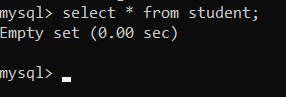 mysql> select * from student;
Empty set (0.00 sec)
mysql>